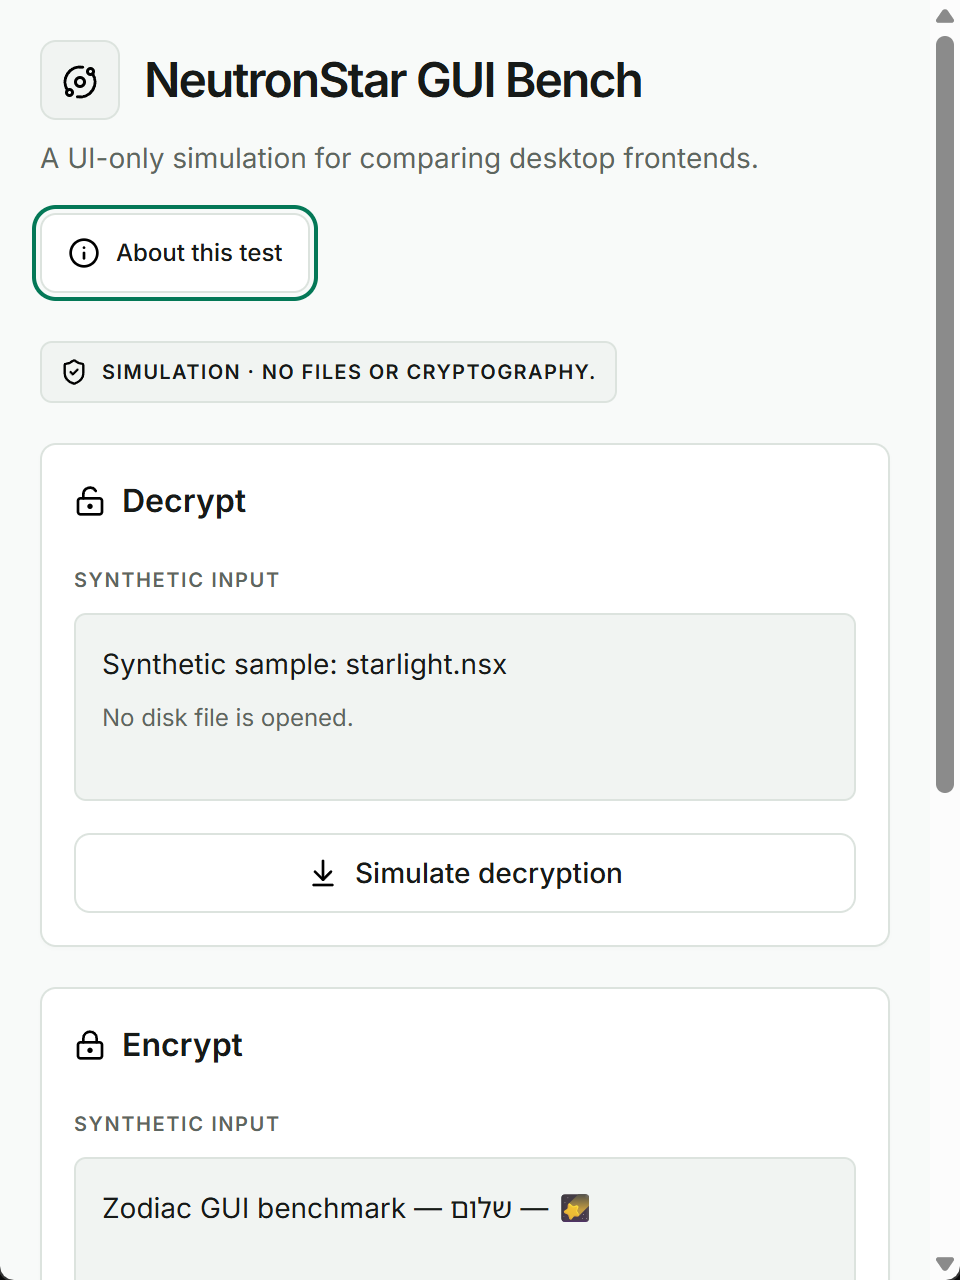 NeutronStar GUI Bench
A UI-only simulation for comparing desktop frontends.
About this test
SIMULATION · NO FILES OR CRYPTOGRAPHY.
Decrypt
SYNTHETIC INPUT
Synthetic sample: starlight.nsx
No disk file is opened.
Simulate decryption
Encrypt
SYNTHETIC INPUT
Zodiac GUI benchmark — שלום — 🌠